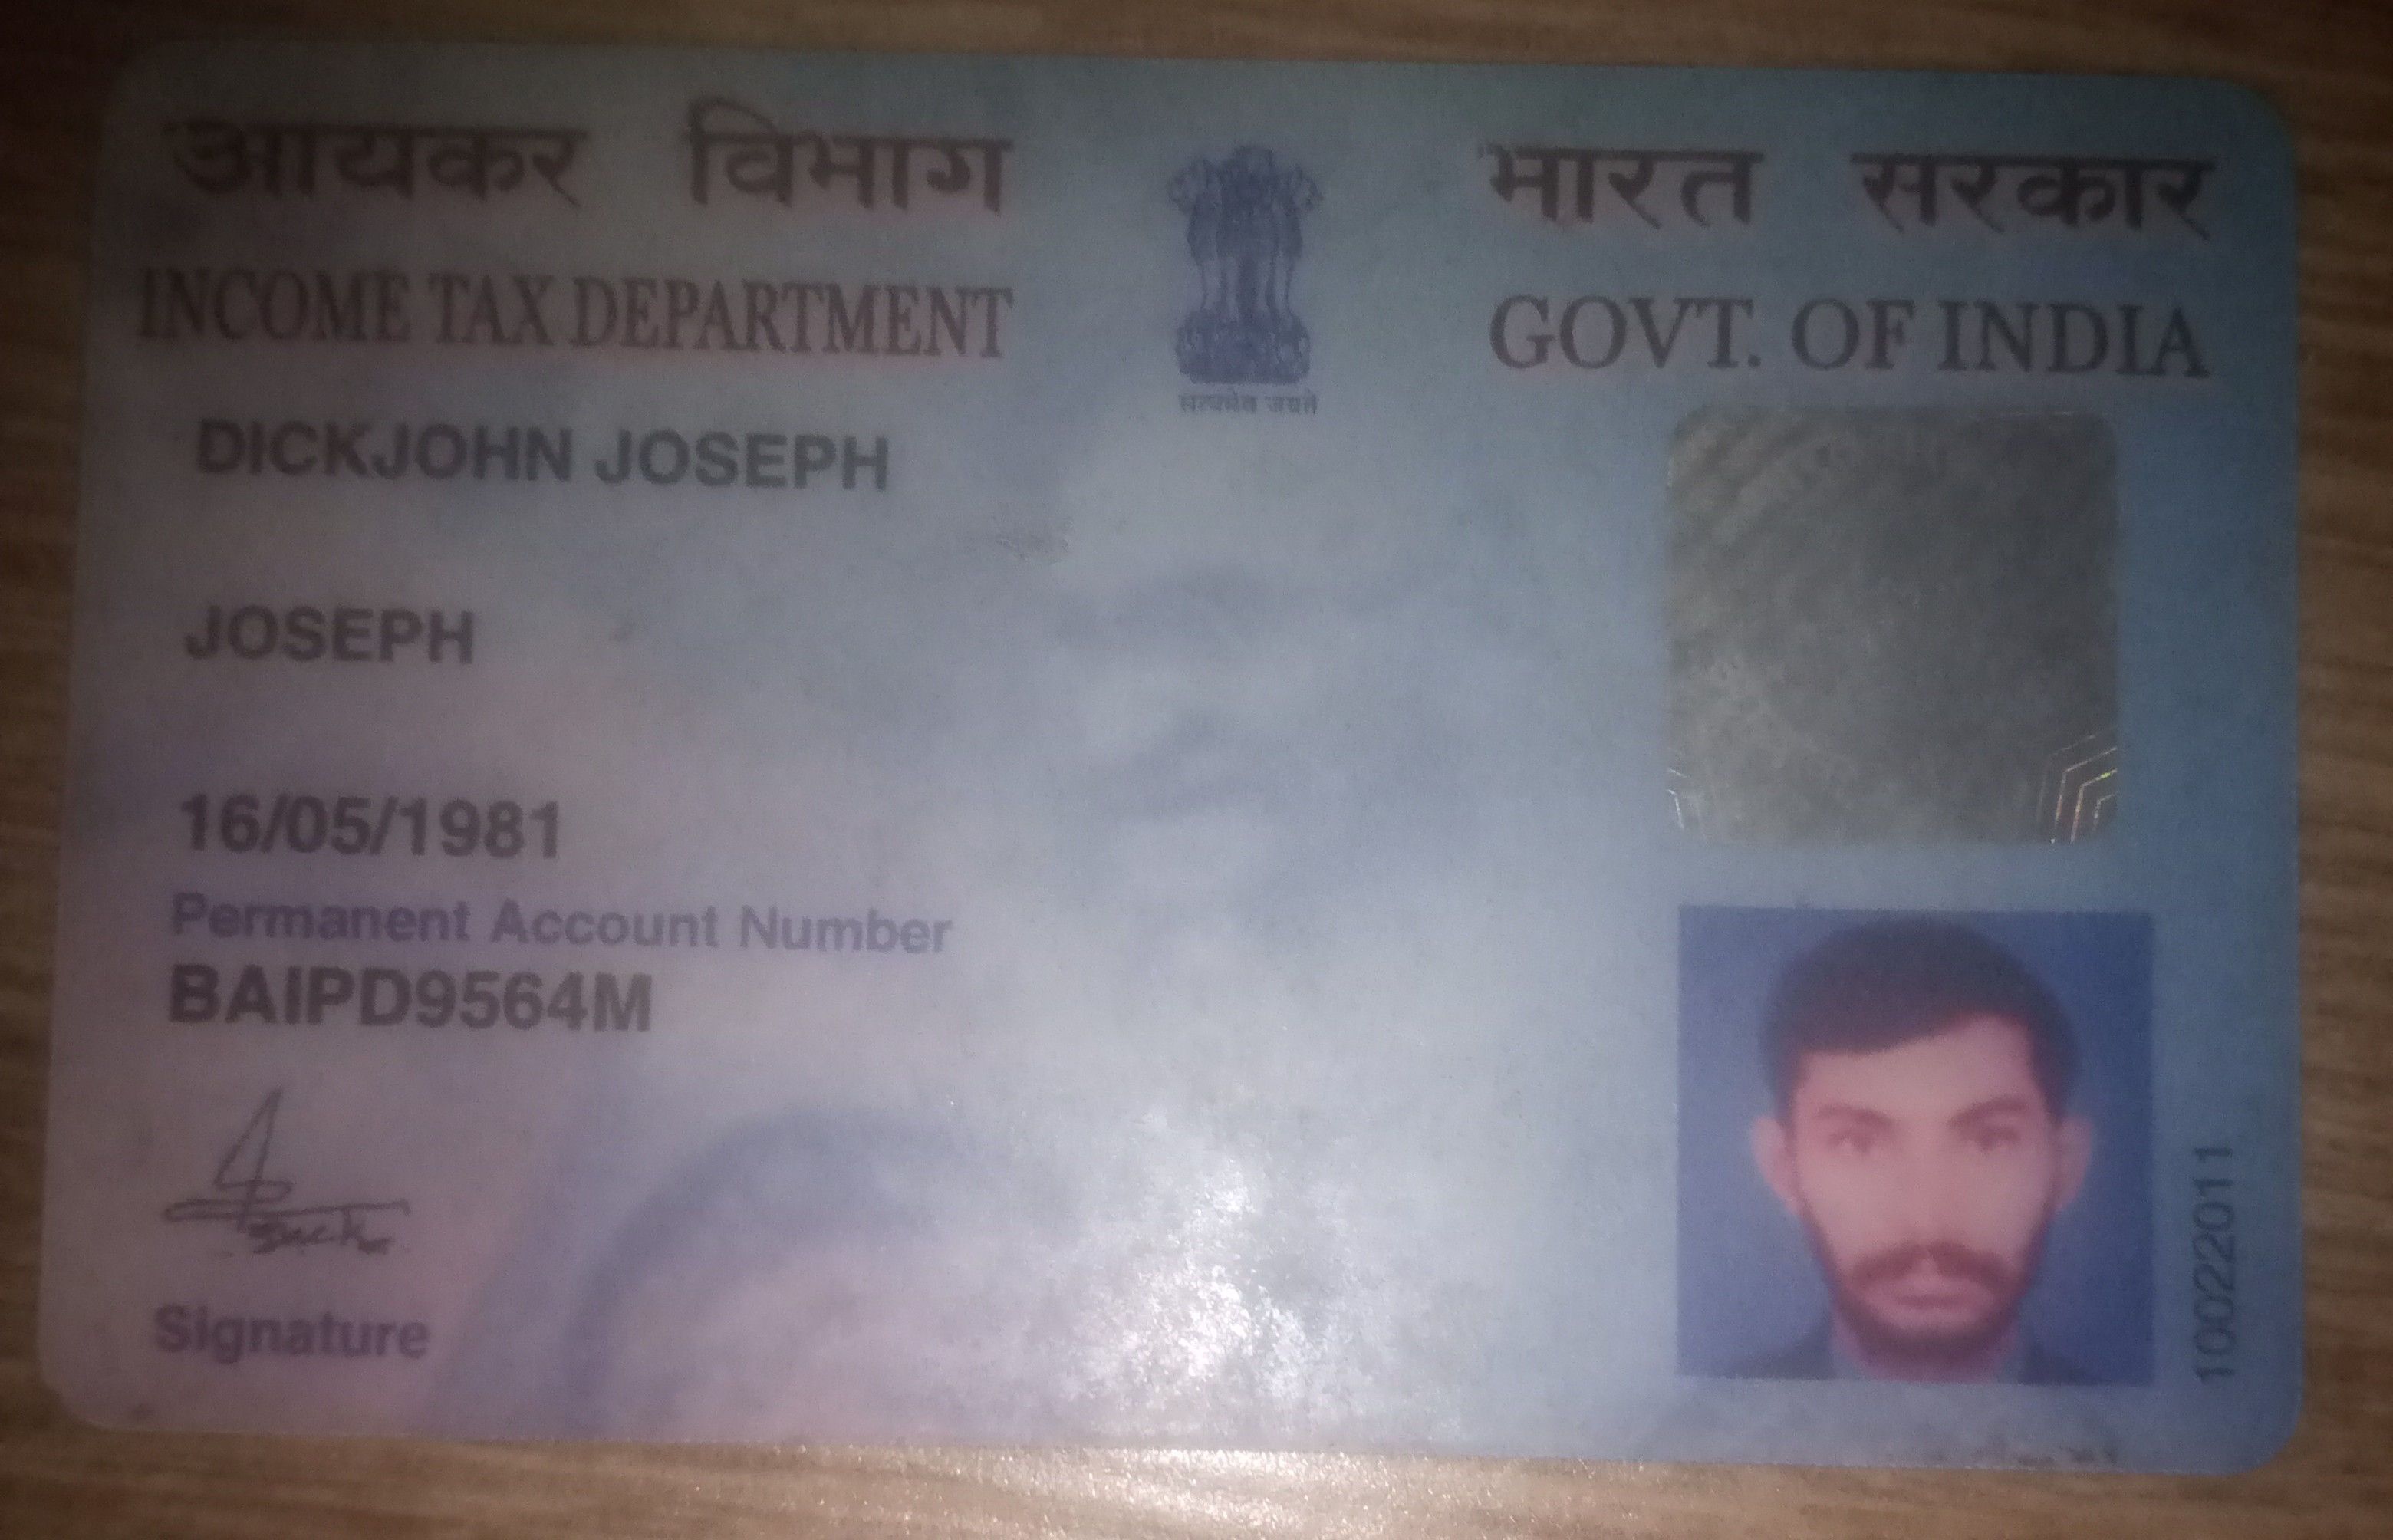 आयकर विभाग
INCOME TAX DEPARTMENT
भारत सरकार
GOVT. OF INDIA
सत्यमेव जयते
DICKJOHN JOSEPH
JOSEPH
16/05/1981
Permanent Account Number
BAIPD9564M
Signature
10022011